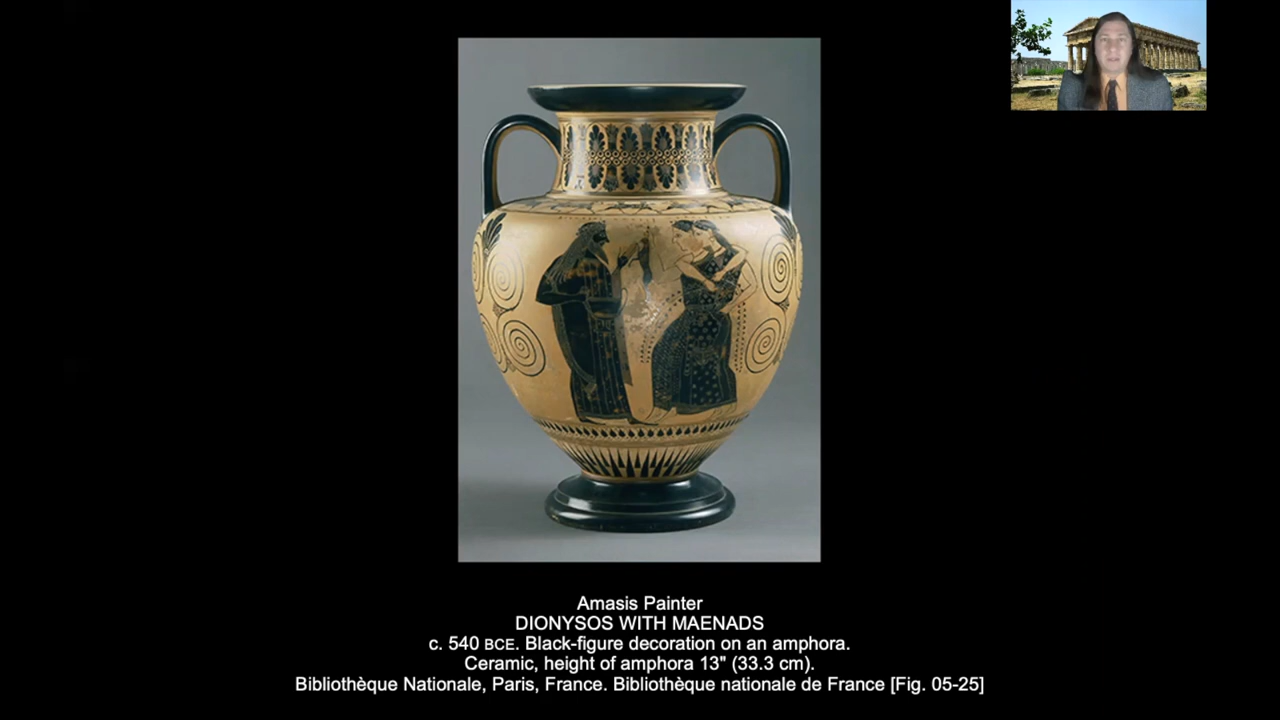 Amasis Painter
DIONYSOS WITH MAENADS
c. 540 BCE. Black-figure decoration on an amphora.
Ceramic, height of amphora 13" (33.3 cm).
Bibliothèque Nationale, Paris, France. Bibliothèque nationale de France [Fig. 05-25]